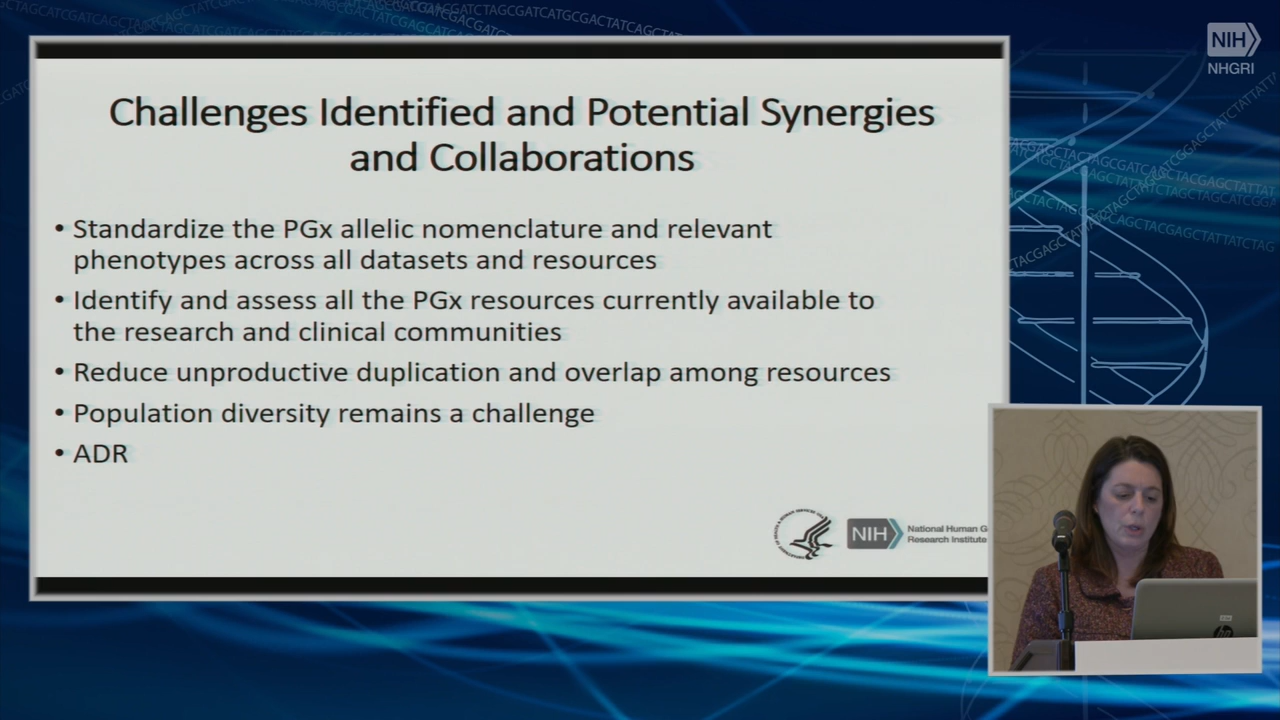 NIH
NHGRI
Challenges Identified and Potential Synergies
and Collaborations
• Standardize the PGx allelic nomenclature and relevant
phenotypes across all datasets and resources
• Identify and assess all the PGx resources currently available to
the research and clinical communities
• Reduce unproductive duplication and overlap among resources
• Population diversity remains a challenge
• ADR
NIH
National Human G
Research Institute
hp